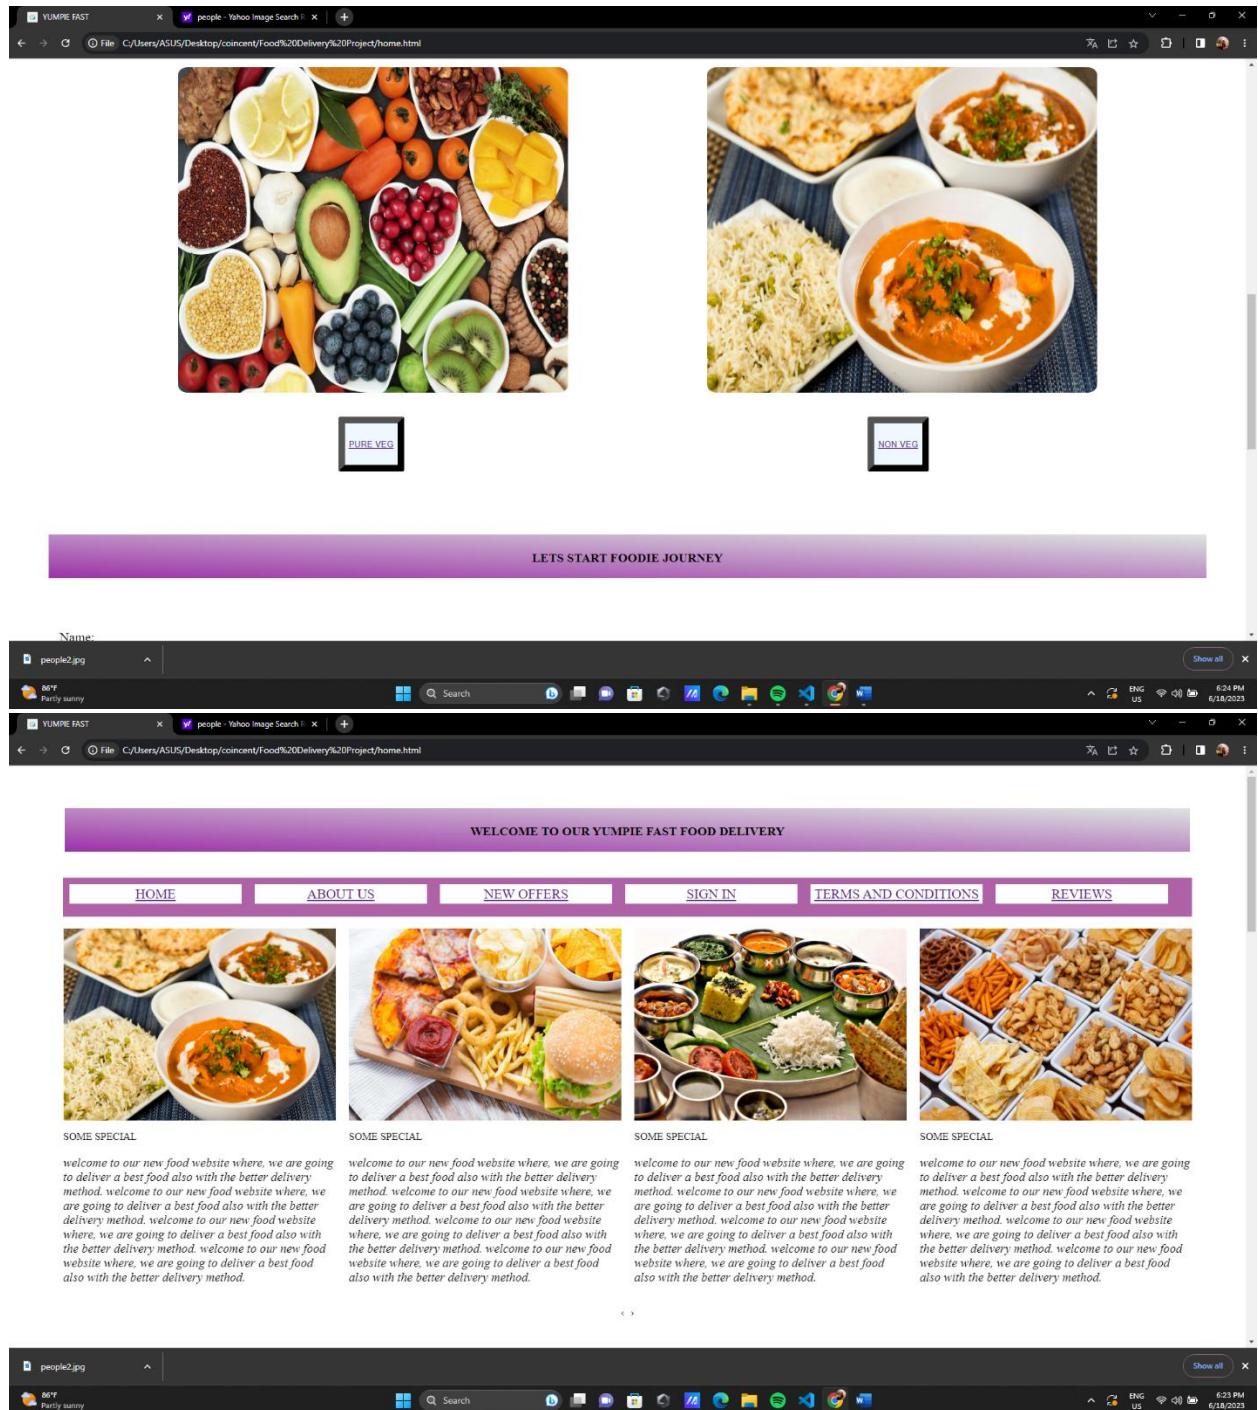 YUMPIE FAST
people - Yahoo Image Search R
File C:/Users/ASUS/Desktop/coincent/Food%20Delivery%20Project/home.html
PURE VEG
NON VEG
LETS START FOODIE JOURNEY
Name:
people2.jpg
Show all
86°F
Partly sunny
Search
ENG
US
6:24 PM
6/18/2023
YUMPIE FAST
people - Yahoo Image Search R
File C:/Users/ASUS/Desktop/coincent/Food%20Delivery%20Project/home.html
WELCOME TO OUR YUMPIE FAST FOOD DELIVERY
HOME ABOUT US NEW OFFERS SIGN IN TERMS AND CONDITIONS REVIEWS
SOME SPECIAL
welcome to our new food website where, we are going
to deliver a best food also with the better delivery
method. welcome to our new food website where, we
are going to deliver a best food also with the better
delivery method. welcome to our new food website
where, we are going to deliver a best food also with
the better delivery method. welcome to our new food
website where, we are going to deliver a best food
also with the better delivery method.
SOME SPECIAL
welcome to our new food website where, we are going
to deliver a best food also with the better delivery
method. welcome to our new food website where, we
are going to deliver a best food also with the better
delivery method. welcome to our new food website
where, we are going to deliver a best food also with
the better delivery method. welcome to our new food
website where, we are going to deliver a best food
also with the better delivery method.
SOME SPECIAL
welcome to our new food website where, we are going
to deliver a best food also with the better delivery
method. welcome to our new food website where, we
are going to deliver a best food also with the better
delivery method. welcome to our new food website
where, we are going to deliver a best food also with
the better delivery method. welcome to our new food
website where, we are going to deliver a best food
also with the better delivery method.
SOME SPECIAL
welcome to our new food website where, we are going
to deliver a best food also with the better delivery
method. welcome to our new food website where, we
are going to deliver a best food also with the better
delivery method. welcome to our new food website
where, we are going to deliver a best food also with
the better delivery method. welcome to our new food
website where, we are going to deliver a best food
also with the better delivery method.
‹ ›
people2.jpg
Show all
86°F
Partly sunny
Search
ENG
US
6:23 PM
6/18/2023